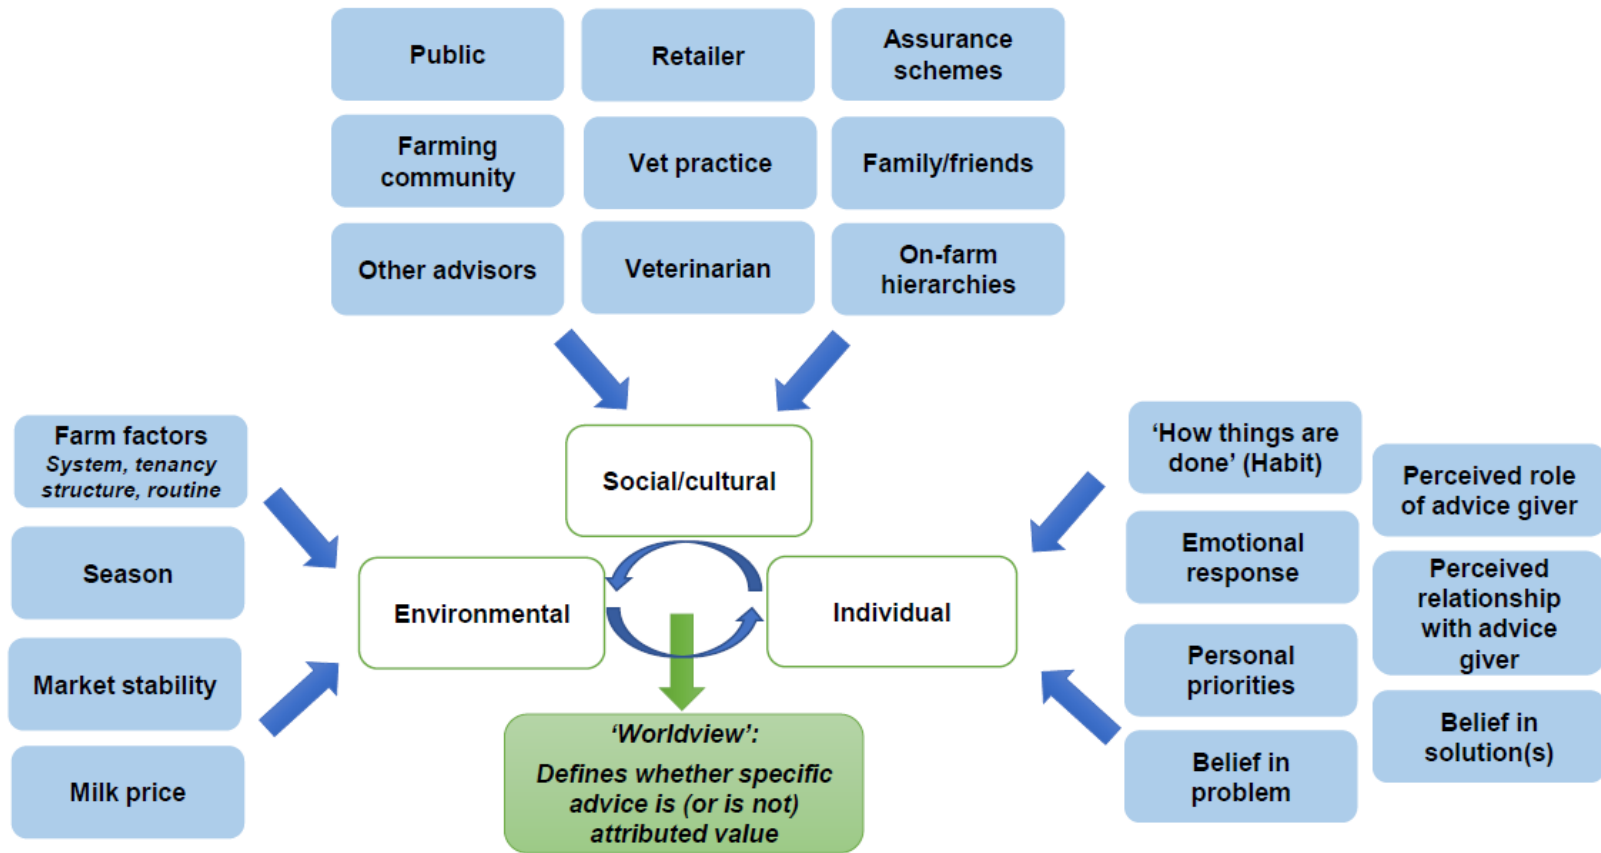 Public
Retailer
Assurance
schemes
Farming
community
Vet practice
Family/friends
Other advisors
Veterinarian
On-farm
hierarchies
Farm factors
System, tenancy
structure, routine
Season
Market stability
Milk price
Social/cultural
Environmental
Individual
‘How things are
done’ (Habit)
Emotional
response
Personal
priorities
Belief in
problem
Perceived role
of advice giver
Perceived
relationship
with advice
giver
Belief in
solution(s)
‘Worldview’:
Defines whether specific
advice is (or is not)
attributed value